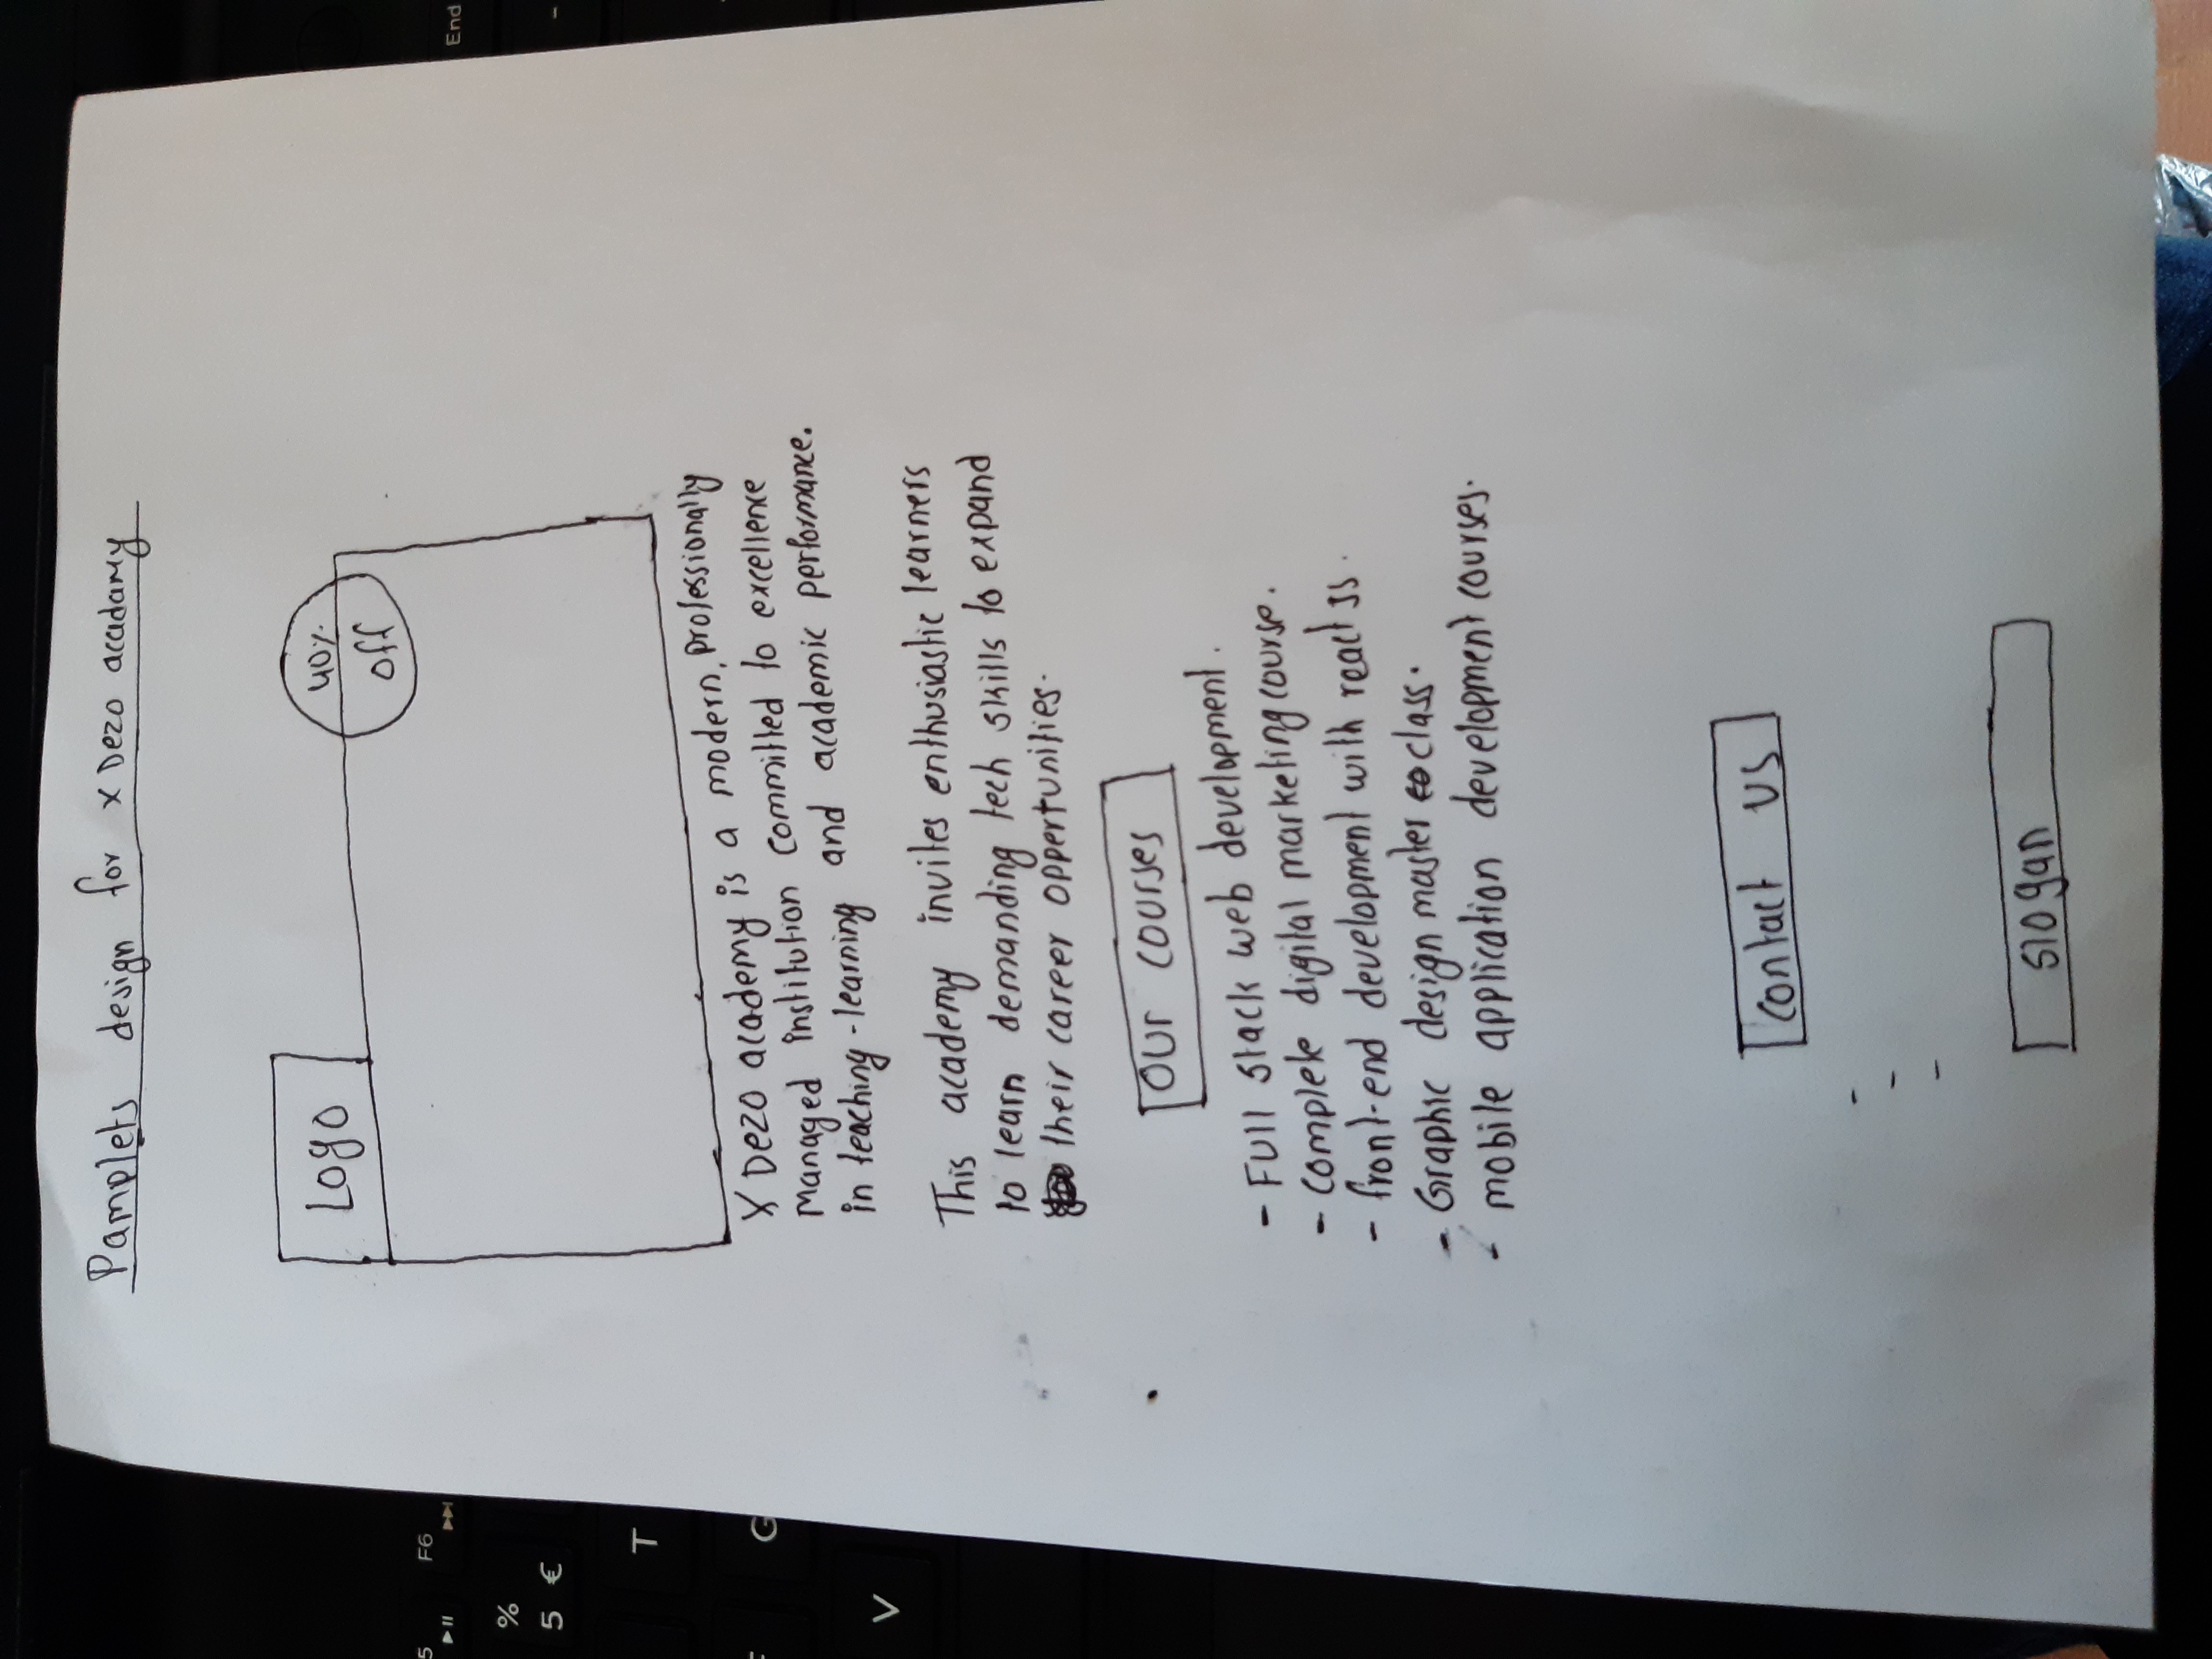 Pamplets design for X Dezo acadamy
Logo
40%
off
X Dezo academy is a modern, professionally
managed institution committed to excellence
in teaching-learning and academic performance.
This academy invites enthusiastic learners
to learn demanding tech skills to expand
their career oppertunities.
Our courses
- Full stack web development.
- complete digital marketing course.
- front-end development with react js.
- Graphic design master class.
- mobile application development courses.
contact us
-
-
-
slogan
5
F6
End
%
5 €
T
G
V